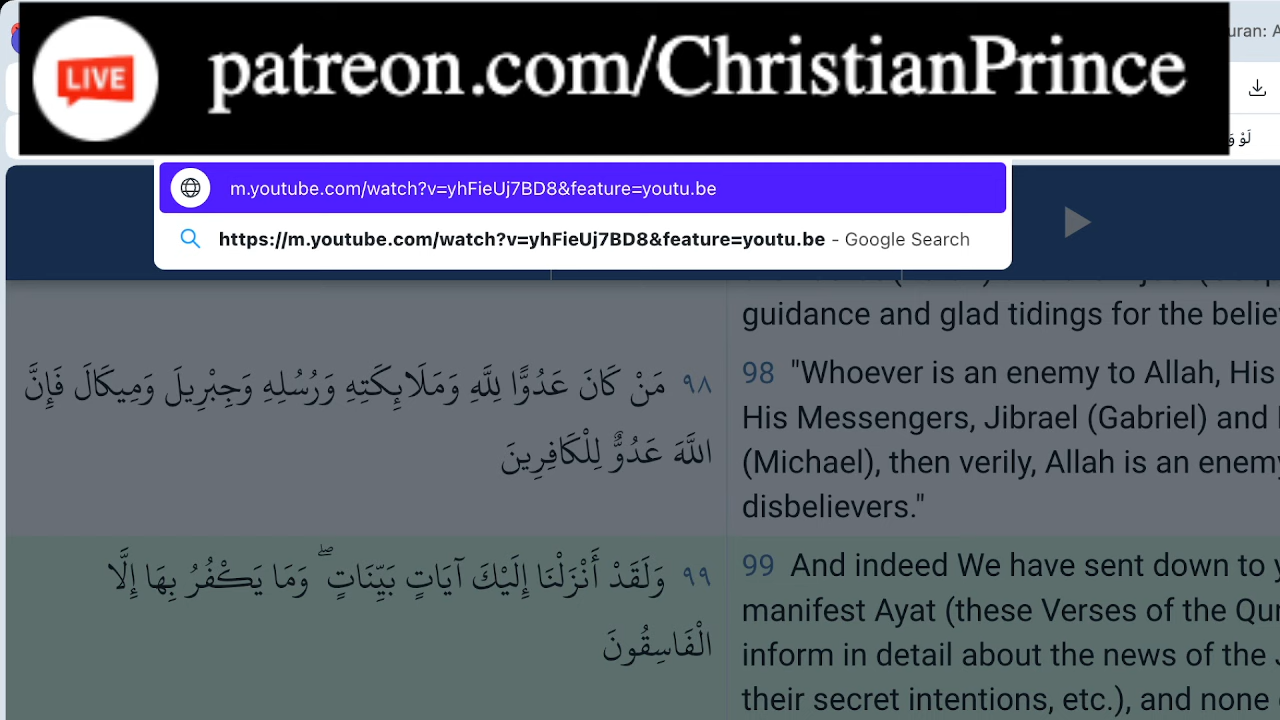 LIVE
patreon.com/ChristianPrince
uran: A
لَوْ
m.youtube.com/watch?v=yhFieUj7BD8&feature=youtu.be
https://m.youtube.com/watch?v=yhFieUj7BD8&feature=youtu.be - Google Search
guidance and glad tidings for the belie
٩٨ مَنْ كَانَ عَدُوًّا لِلَّهِ وَمَلَائِكَتِهِ وَرُسُلِهِ وَجِبْرِيلَ وَمِيكَالَ فَإِنَّ
اللَّهَ عَدُوٌّ لِلْكَافِرِينَ
98 "Whoever is an enemy to Allah, His
His Messengers, Jibrael (Gabriel) and
(Michael), then verily, Allah is an enemy
disbelievers."
٩٩ وَلَقَدْ أَنْزَلْنَا إِلَيْكَ آيَاتٍ بَيِّنَاتٍ ۖ وَمَا يَكْفُرُ بِهَا إِلَّا
الْفَاسِقُونَ
99 And indeed We have sent down to y
manifest Ayat (these Verses of the Qur
inform in detail about the news of the J
their secret intentions, etc.), and none